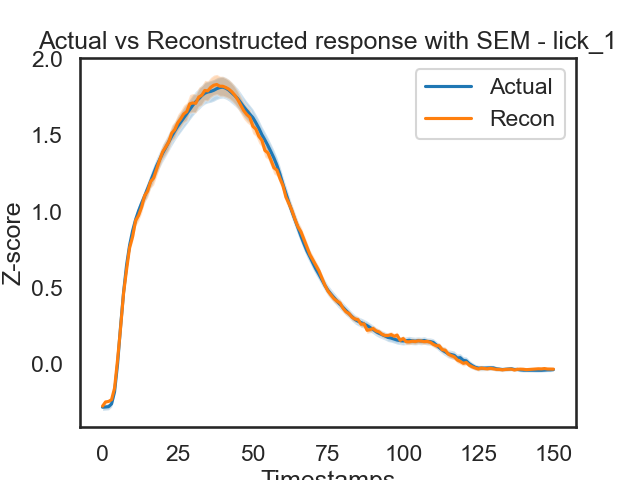 Actual vs Reconstructed response with SEM - lick_1
2.0
1.5
1.0
0.5
0.0
Z-score
Actual
Recon
0 25 50 75 100 125 150
Timestamps